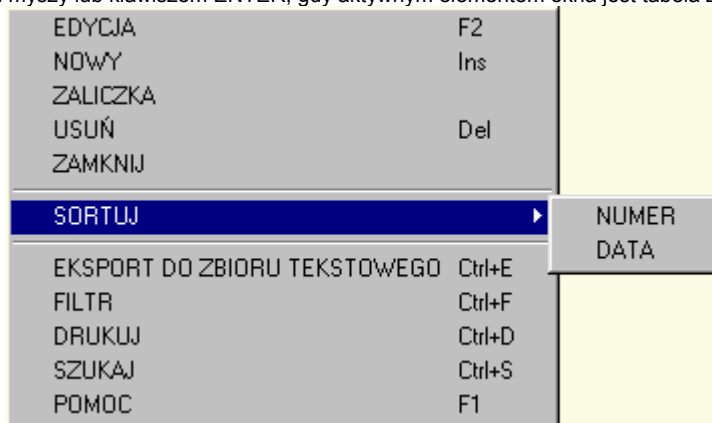 myszy lub klawiszem ENTER, gdy aktywnym elementem okna jest tabela
EDYCJA F2
NOWY Ins
ZALICZKA
USUŃ Del
ZAMKNIJ
SORTUJ
NUMER
DATA
EKSPORT DO ZBIORU TEKSTOWEGO Ctrl+E
FILTR Ctrl+F
DRUKUJ Ctrl+D
SZUKAJ Ctrl+S
POMOC F1